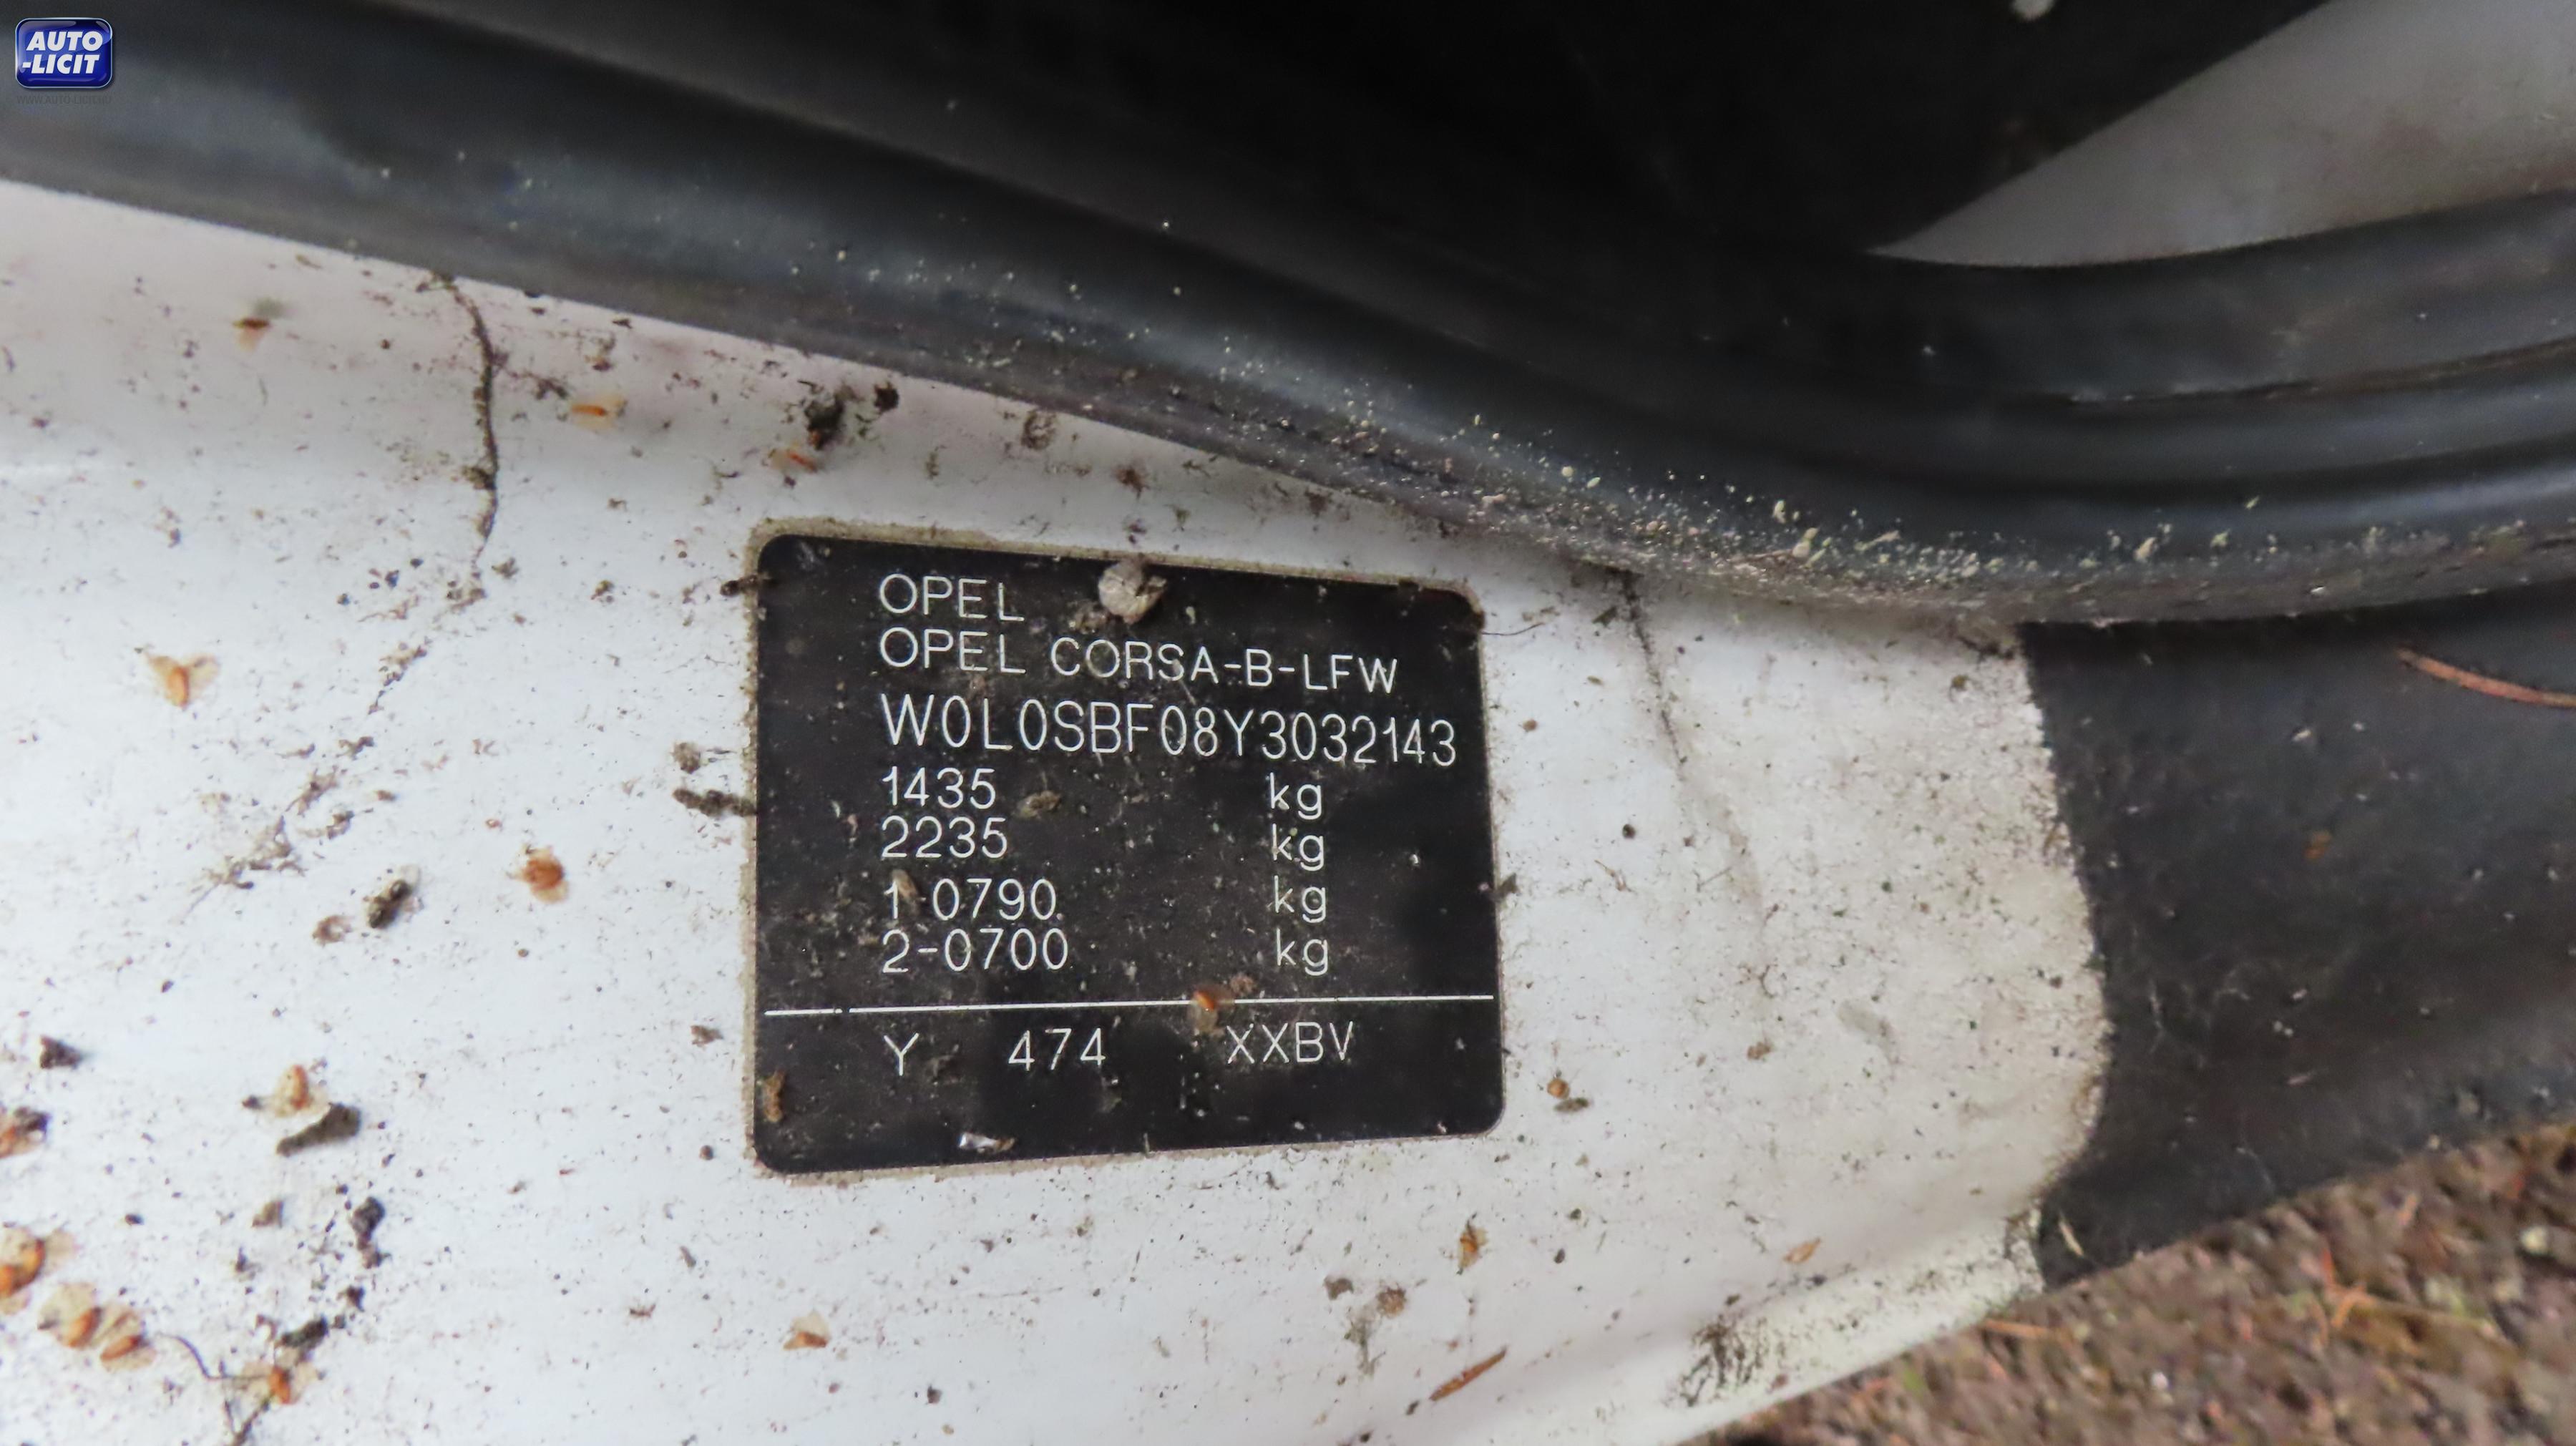 AUTO
-LICIT
OPEL
OPEL CORSA-B-LFW
W0L0SBF08Y3032143
1435 kg
2235 kg
1-0790 kg
2-0700 kg
Y 474 XXBV